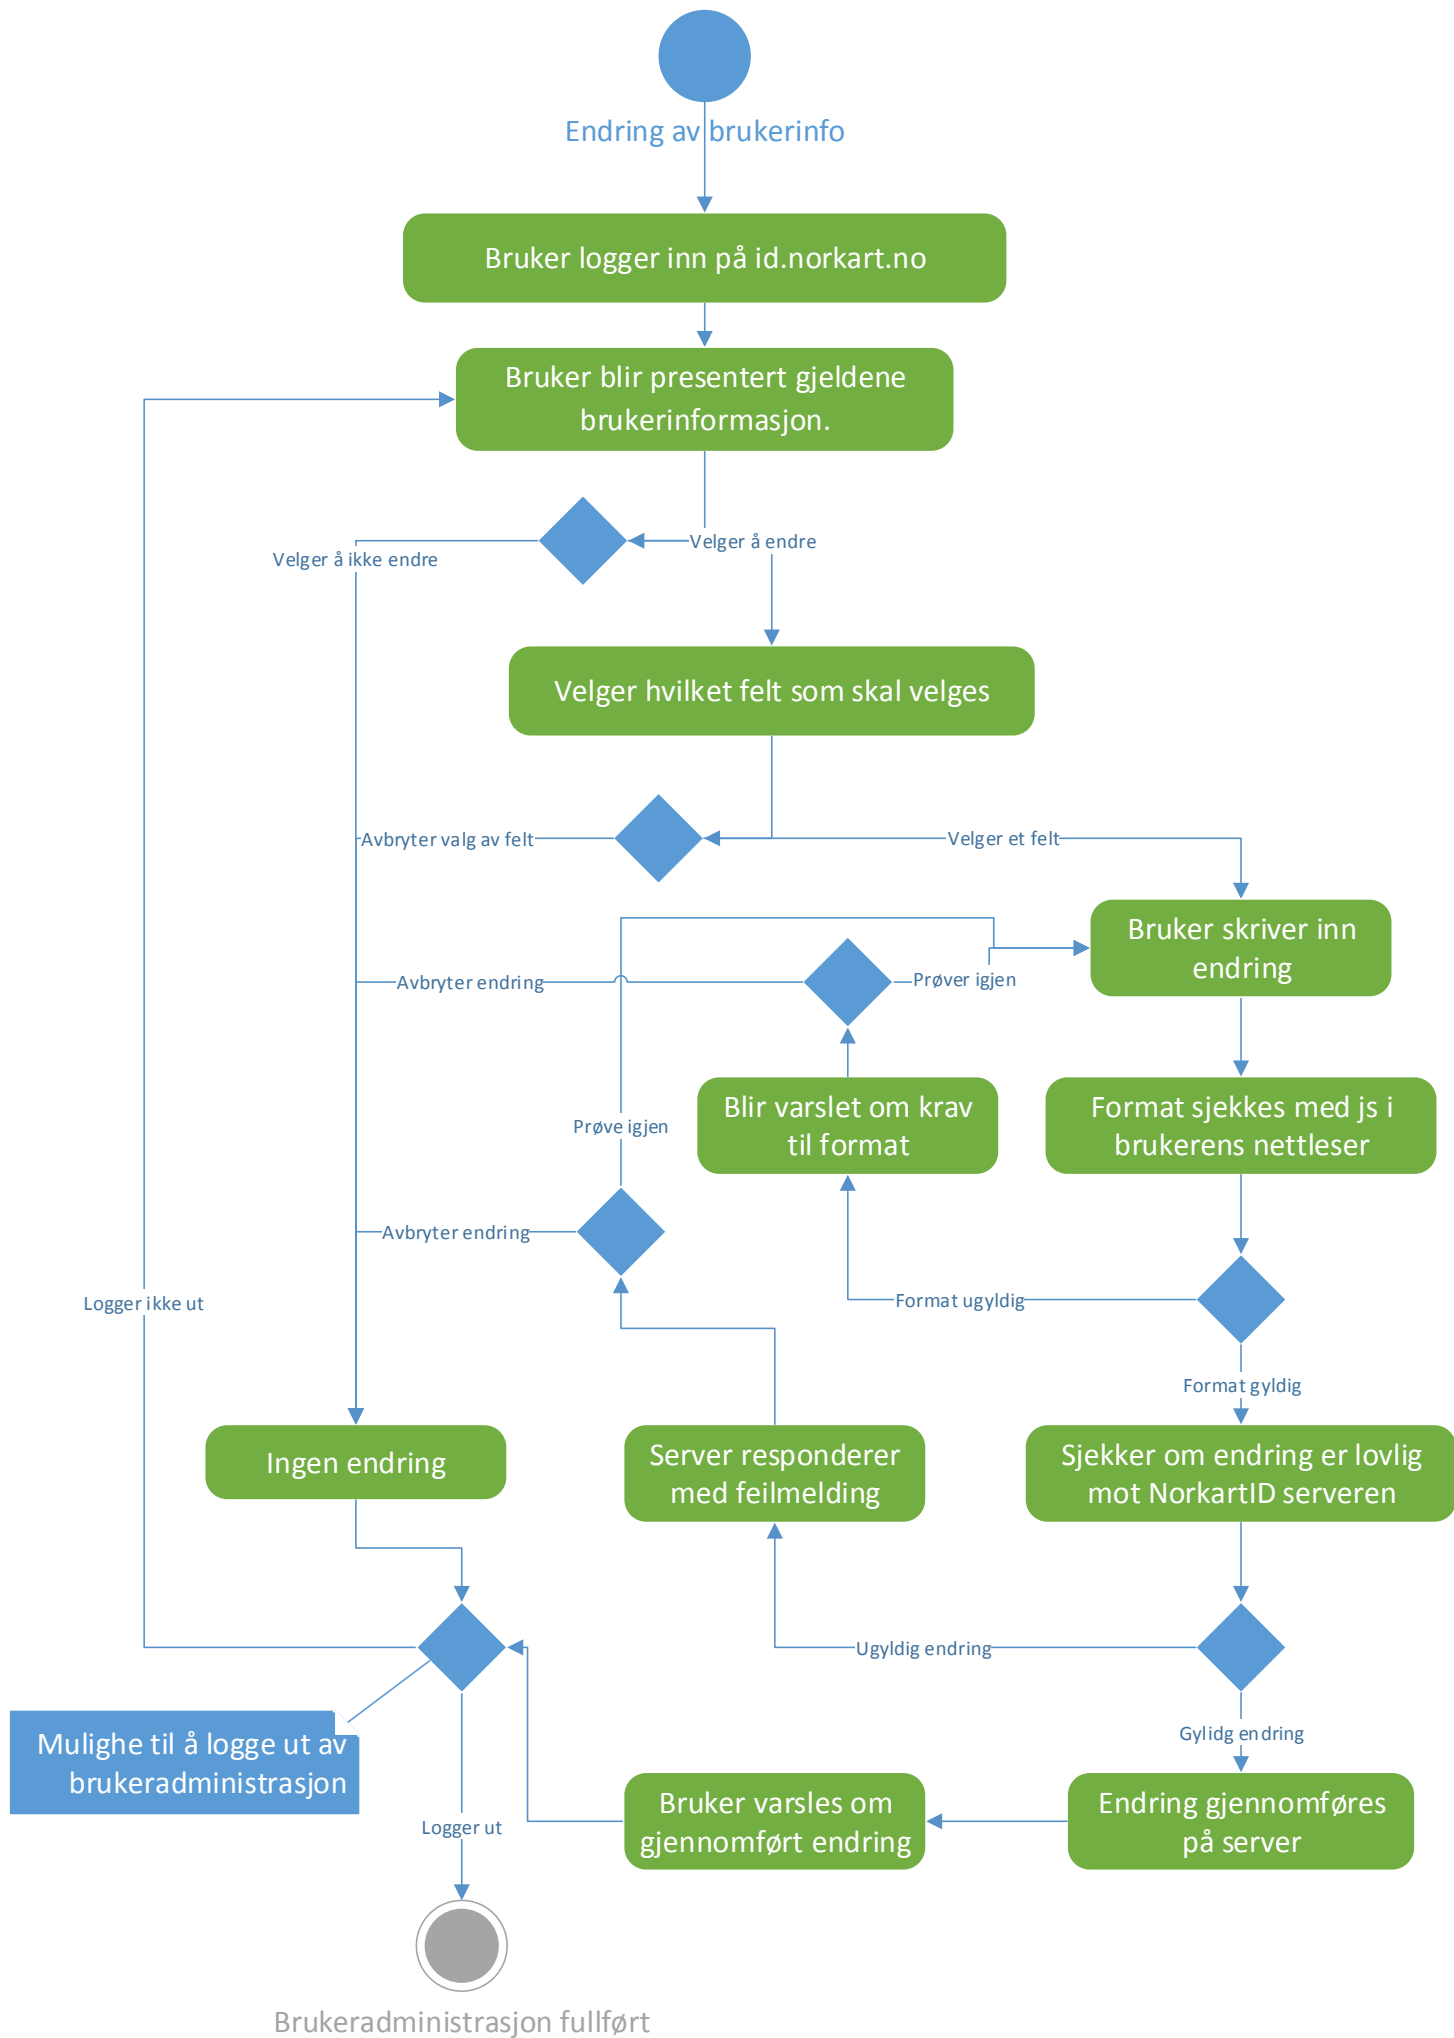 Endring av brukerinfo
Bruker logger inn på id.norkart.no
Bruker blir presentert gjeldene
brukerinformasjon.
Velger å endre
Velger å ikke endre
Velger hvilket felt som skal velges
Avbryter valg av felt
Velger et felt
Bruker skriver inn
endring
Avbryter endring
Prøver igjen
Blir varslet om krav
til format
Format sjekkes med js i
brukerens nettleser
Prøve igjen
Avbryter endring
Logger ikke ut
Format ugyldig
Format gyldig
Ingen endring
Server responderer
med feilmelding
Sjekker om endring er lovlig
mot NorkartID serveren
Ugyldig endring
Mulighe til å logge ut av
brukeradministrasjon
Gylidg endring
Logger ut
Bruker varsles om
gjennomført endring
Endring gjennomføres
på server
Brukeradministrasjon fullført